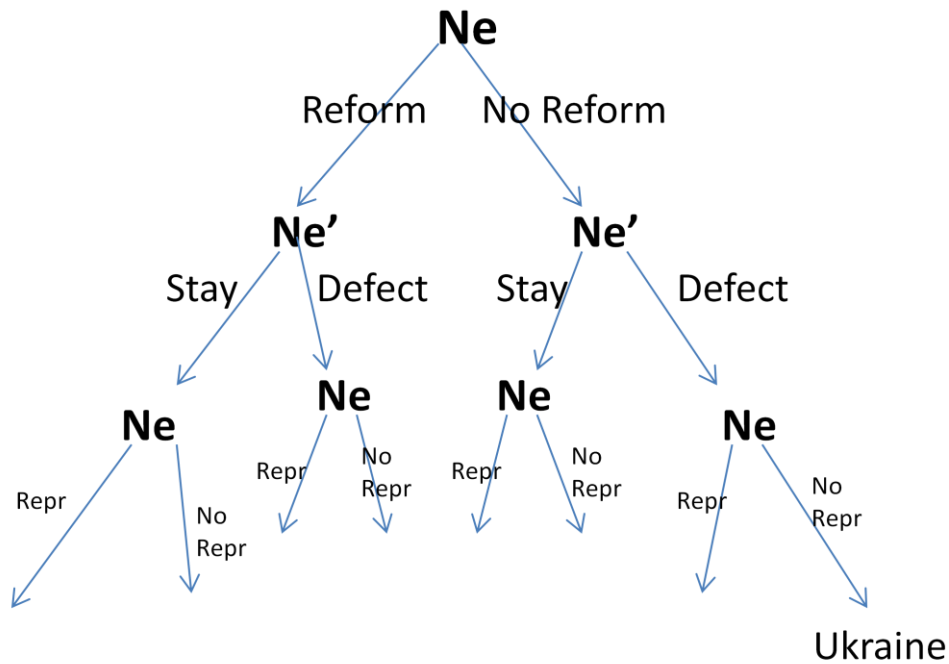 Ne
Reform No Reform
Ne’ Ne’
Stay Defect Stay Defect
Ne Ne
Ne Ne
No
Repr Repr Repr
No
Repr
No
Repr
Repr
No
Repr
Ukraine